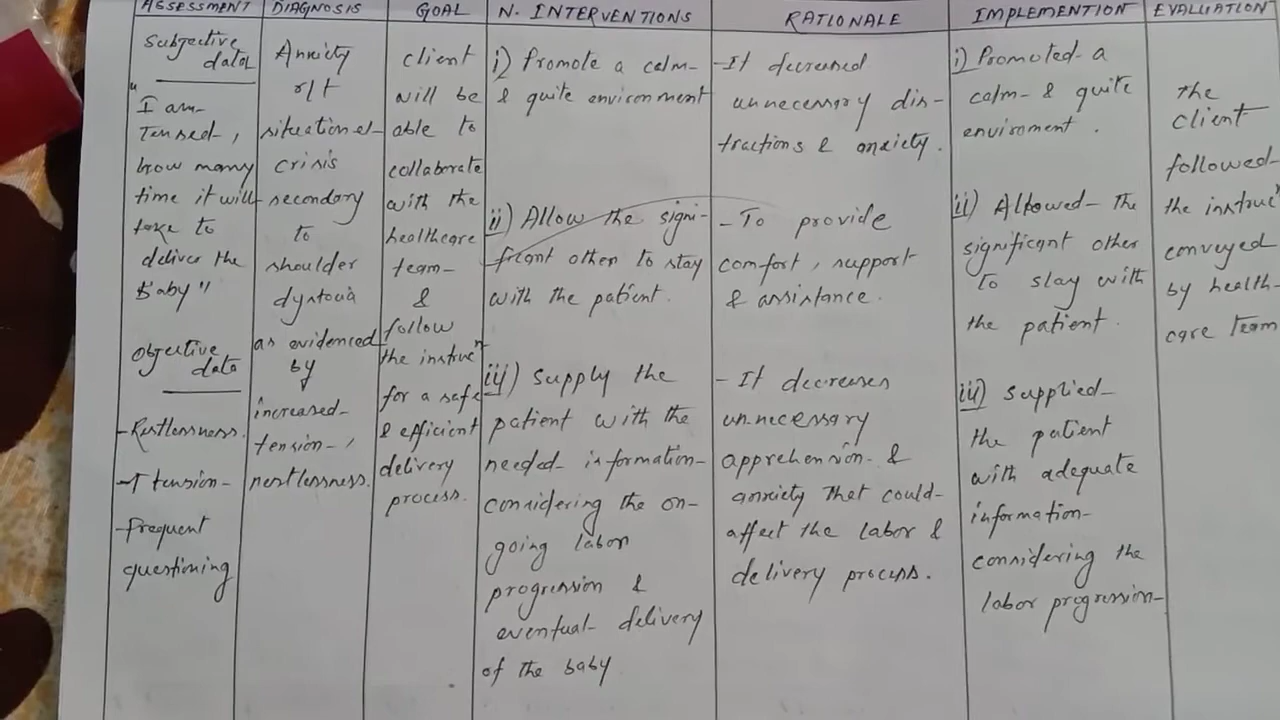 ASSESSMENT DIAGNOSIS GOAL N. INTERVENTIONS RATIONALE IMPLEMENTION EVALUATION
Subjective
data
"I am
Tensed,
how many
time it will
take to
deliver the
Baby"
Objective
data
-Restlessness.
-↑ tension
-Frequent
questioning
Anxiety
r/t
situational
crisis
secondary
to
shoulder
dystocia
as evidenced
by
increased
tension,
restlessness.
client
will be
able to
collaborate
with the
healthcare
team
&
follow
the instrucⁿ
for a safe
& efficient
delivery
process.
i) Promote a calm
& quite environment
ii) Allow the signi-
ficant other to stay
with the patient.
iii) Supply the
patient with the
needed information
considering the on-
going labor
progression &
eventual delivery
of the baby
-It decreased
unnecessary dis-
tractions & anxiety.
-To provide
comfort, support
& assistance.
-It decreases
unnecessary
apprehension &
anxiety that could
affect the labor &
delivery process.
i) Promoted a
calm & quite
enviroment.
ii) Allowed the
significant other
to stay with
the patient.
iii) Supplied
the patient
with adequate
information
considering the
labor progression
The
client
followed
the instrucⁿ
conveyed
by health-
care team